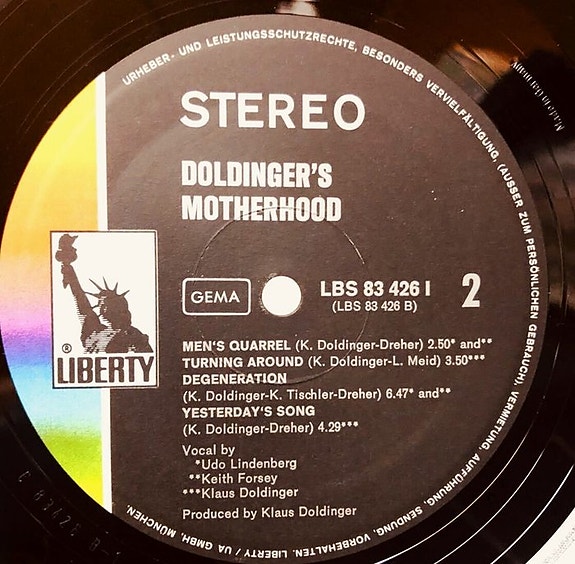 URHEBER- UND LEISTUNGSSCHUTZRECHTE, BESONDERS VERVIELFÄLTIGUNG, (AUSSER ZUM PERSÖNLICHEN GEBRAUCH), VERMIETUNG, AUFFÜHRUNG, SENDUNG, VORBEHALTEN. LIBERTY / UA GMBH, MÜNCHEN.
STEREO
DOLDINGER'S
MOTHERHOOD
GEMA
LBS 83 426 I
(LBS 83 426 B)
2
® LIBERTY
MEN'S QUARREL (K. Doldinger-Dreher) 2.50* and**
TURNING AROUND (K. Doldinger-L. Meid) 3.50***
DEGENERATION
(K. Doldinger-K. Tischler-Dreher) 6.47* and**
YESTERDAY'S SONG
(K. Doldinger-Dreher) 4.29***
Vocal by
*Udo Lindenberg
**Keith Forsey
***Klaus Doldinger
Produced by Klaus Doldinger
Made in Germany